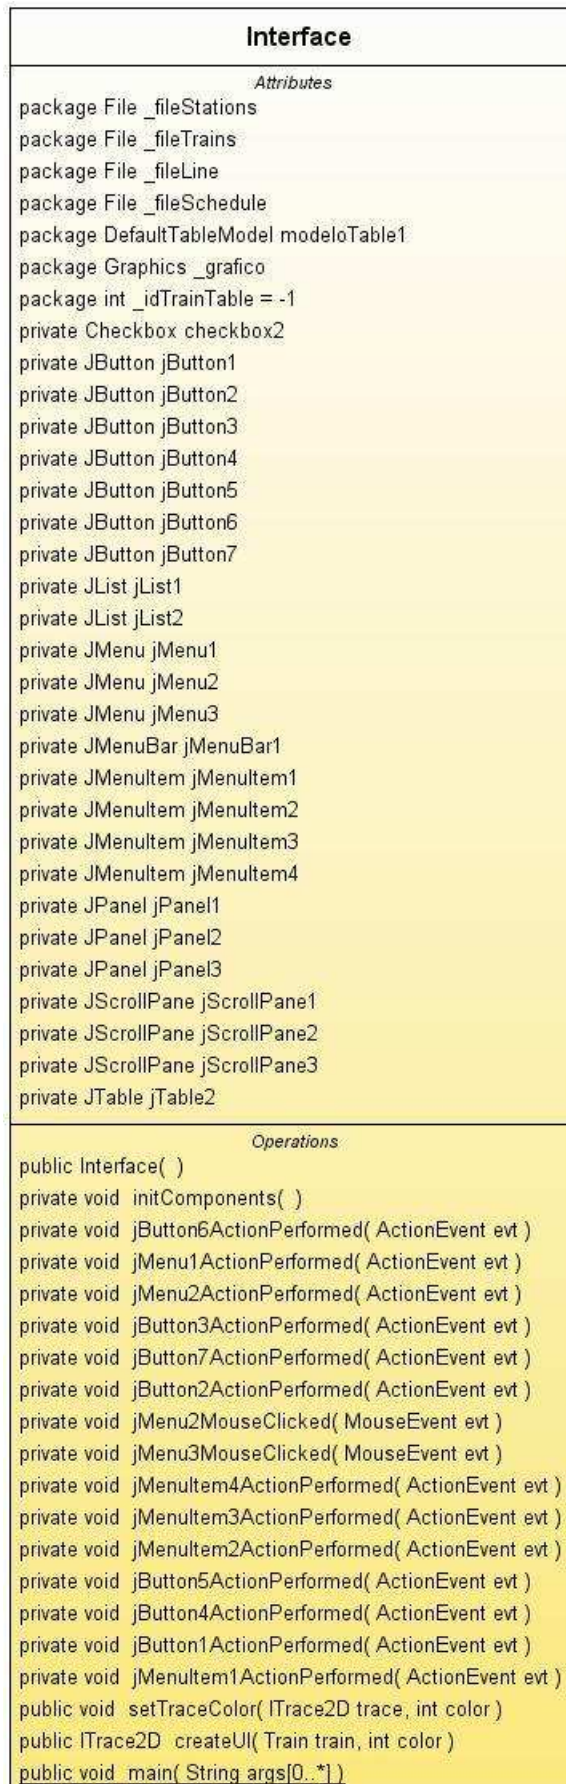 Interface
Attributes
package File _fileStations
package File _fileTrains
package File _fileLine
package File _fileSchedule
package DefaultTableModel modeloTable1
package Graphics _grafico
package int _idTrainTable = -1
private Checkbox checkbox2
private JButton jButton1
private JButton jButton2
private JButton jButton3
private JButton jButton4
private JButton jButton5
private JButton jButton6
private JButton jButton7
private JList jList1
private JList jList2
private JMenu jMenu1
private JMenu jMenu2
private JMenu jMenu3
private JMenuBar jMenuBar1
private JMenuItem jMenuItem1
private JMenuItem jMenuItem2
private JMenuItem jMenuItem3
private JMenuItem jMenuItem4
private JPanel jPanel1
private JPanel jPanel2
private JPanel jPanel3
private JScrollPane jScrollPane1
private JScrollPane jScrollPane2
private JScrollPane jScrollPane3
private JTable jTable2
Operations
public Interface( )
private void initComponents( )
private void jButton6ActionPerformed( ActionEvent evt )
private void jMenu1ActionPerformed( ActionEvent evt )
private void jMenu2ActionPerformed( ActionEvent evt )
private void jButton3ActionPerformed( ActionEvent evt )
private void jButton7ActionPerformed( ActionEvent evt )
private void jButton2ActionPerformed( ActionEvent evt )
private void jMenu2MouseClicked( MouseEvent evt )
private void jMenu3MouseClicked( MouseEvent evt )
private void jMenuItem4ActionPerformed( ActionEvent evt )
private void jMenuItem3ActionPerformed( ActionEvent evt )
private void jMenuItem2ActionPerformed( ActionEvent evt )
private void jButton5ActionPerformed( ActionEvent evt )
private void jButton4ActionPerformed( ActionEvent evt )
private void jButton1ActionPerformed( ActionEvent evt )
private void jMenuItem1ActionPerformed( ActionEvent evt )
public void setTraceColor( ITrace2D trace, int color )
public ITrace2D createUI( Train train, int color )
public void main( String args[0..*] )